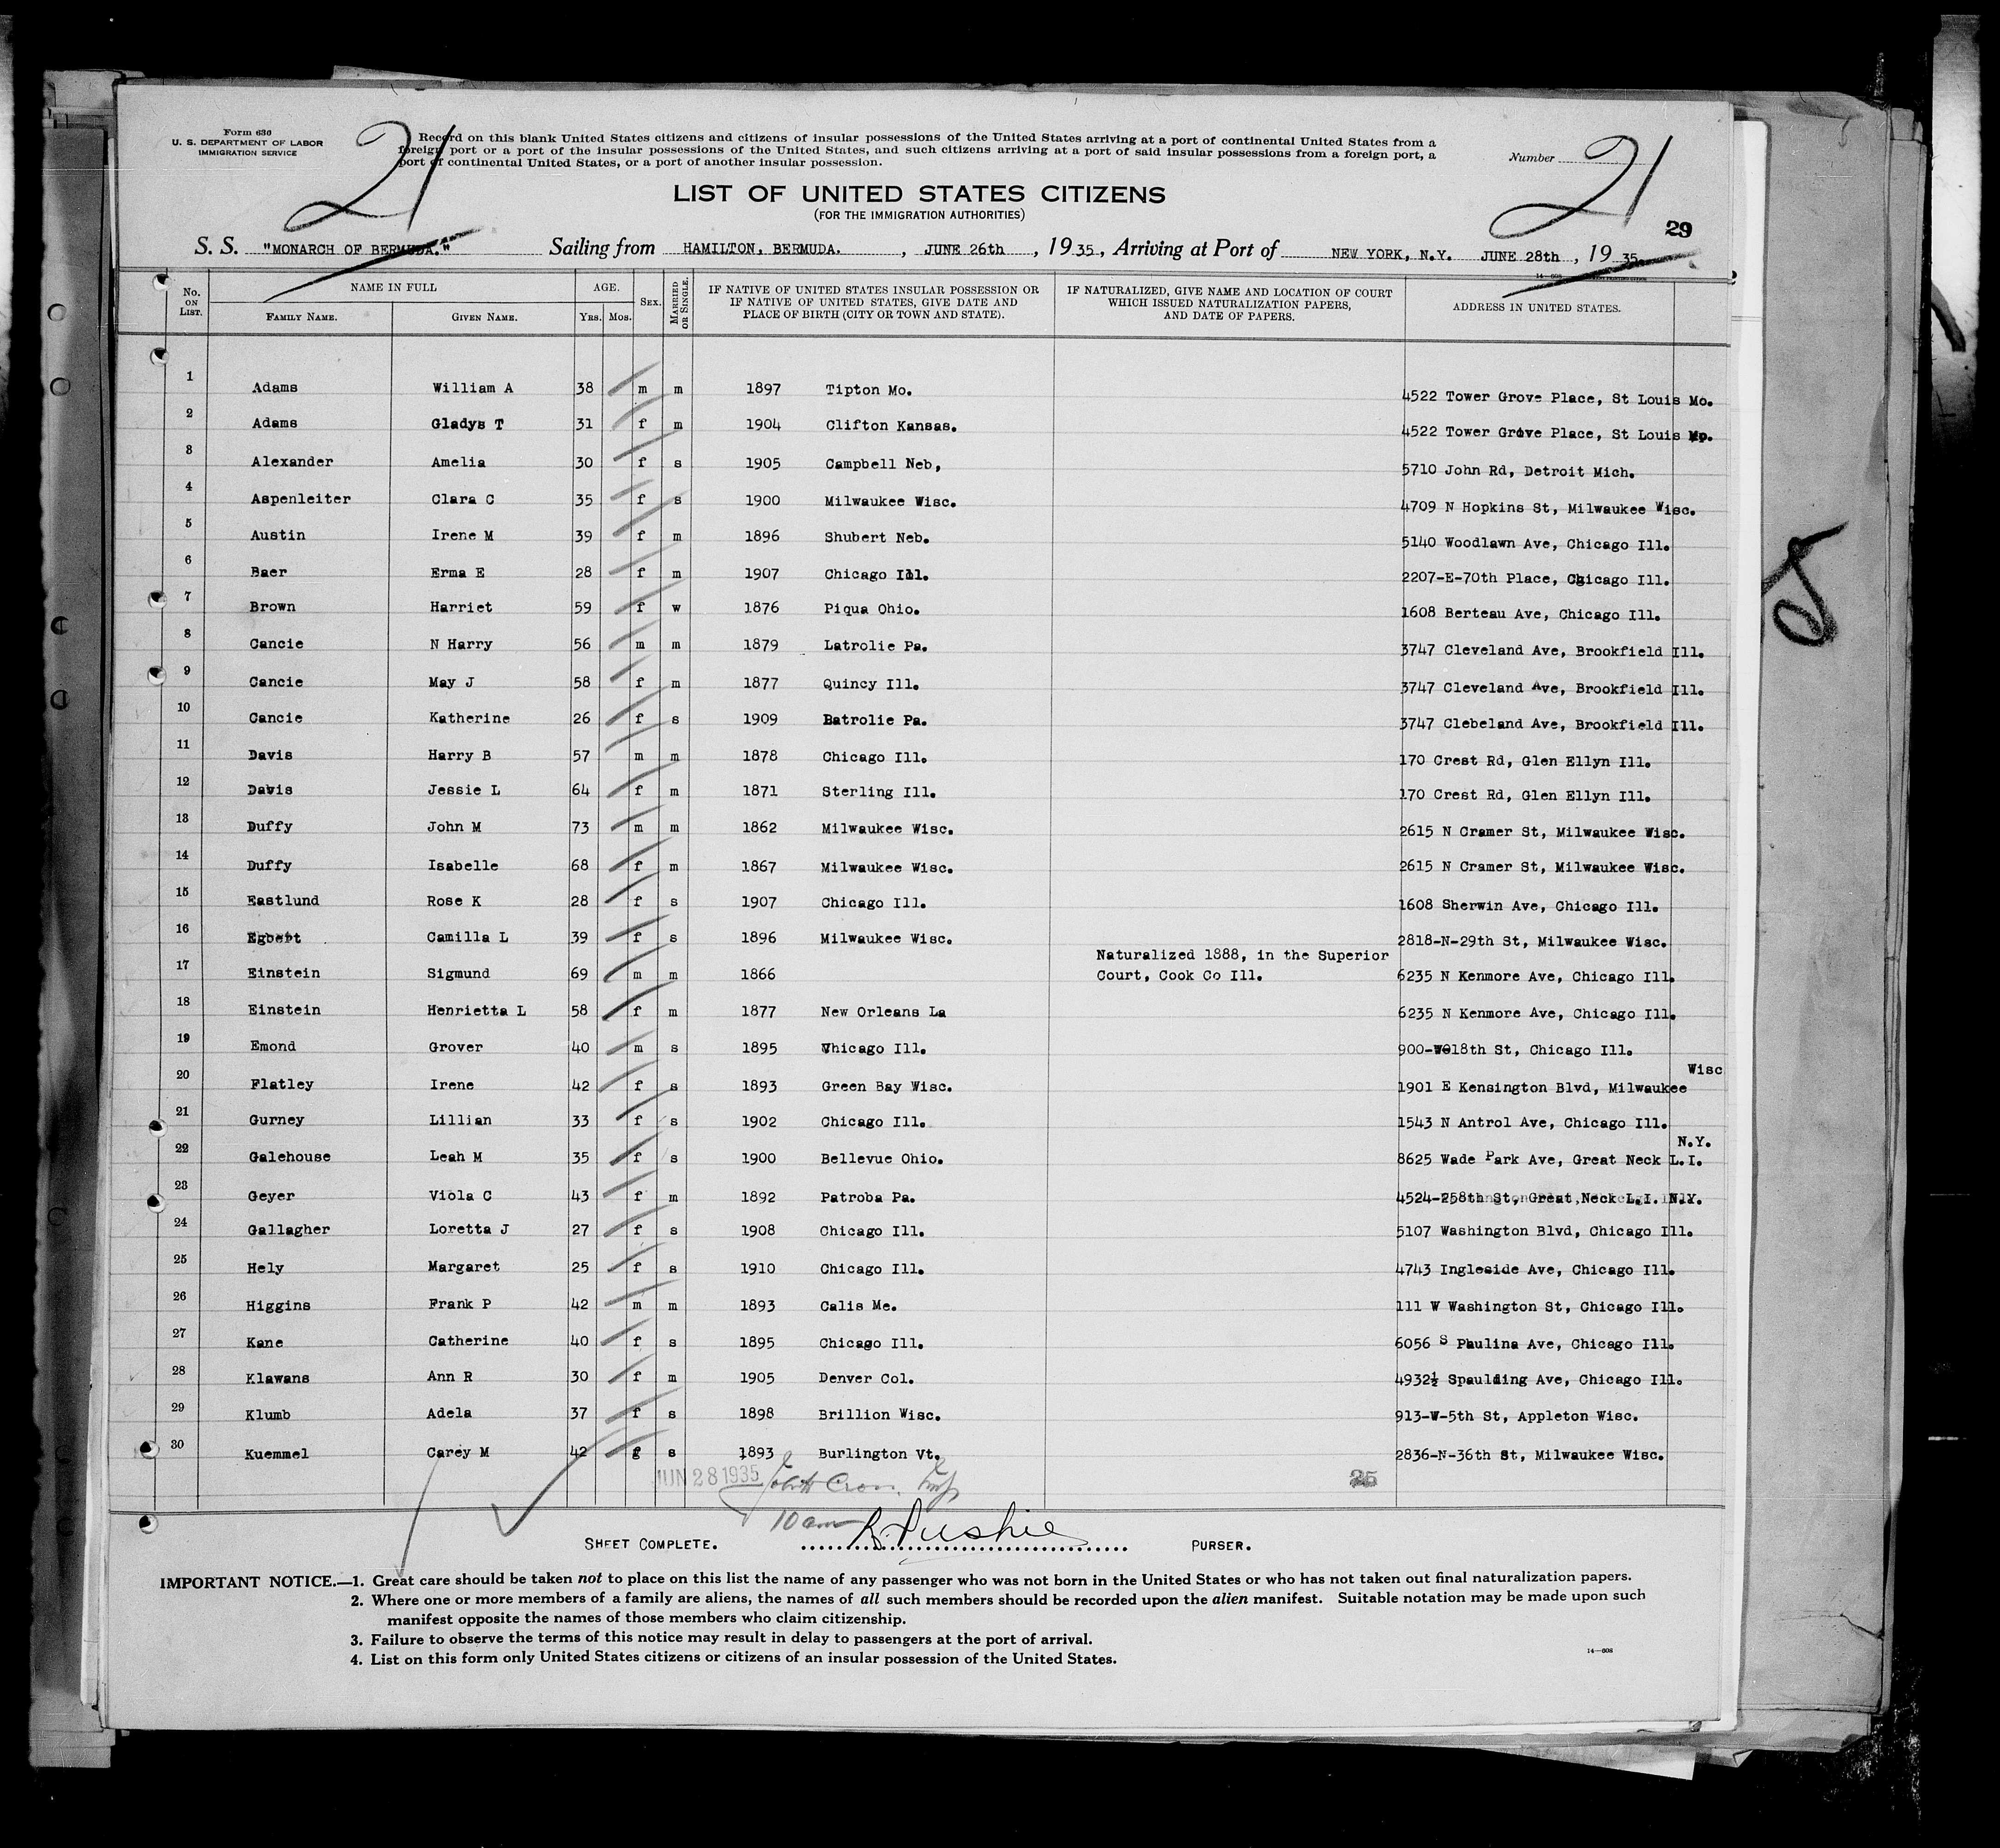 Form 630
U. S. DEPARTMENT OF LABOR
IMMIGRATION SERVICE
21
Record on this blank United States citizens and citizens of insular possessions of the United States arriving at a port of continental United States from a
foreign port or a port of the insular possessions of the United States, and such citizens arriving at a port of said insular possessions from a foreign port, a
port of continental United States, or a port of another insular possession.
Number 21
LIST OF UNITED STATES CITIZENS
(FOR THE IMMIGRATION AUTHORITIES)
29
S. S. "MONARCH OF BERMUDA." Sailing from HAMILTON, BERMUDA. , JUNE 26th , 1935, Arriving at Port of NEW YORK, N.Y. JUNE 28th , 1935.
14—608
No. ON LIST. NAME IN FULL FAMILY NAME. GIVEN NAME. AGE. YRS. MOS. SEX. MARRIED OR SINGLE. IF NATIVE OF UNITED STATES INSULAR POSSESSION OR IF NATIVE OF UNITED STATES, GIVE DATE AND PLACE OF BIRTH (CITY OR TOWN AND STATE). IF NATURALIZED, GIVE NAME AND LOCATION OF COURT WHICH ISSUED NATURALIZATION PAPERS, AND DATE OF PAPERS. ADDRESS IN UNITED STATES.
1 Adams William A 38 m m 1897 Tipton Mo. 4522 Tower Grove Place, St Louis Mo.
2 Adams Gladys T 31 f m 1904 Clifton Kansas. 4522 Tower Grove Place, St Louis Mo.
3 Alexander Amelia 30 f s 1905 Campbell Neb, 5710 John Rd, Detroit Mich.
4 Aspenleiter Clara C 35 f s 1900 Milwaukee Wisc. 4709 N Hopkins St, Milwaukee Wisc.
5 Austin Irene M 39 f m 1896 Shubert Neb. 5140 Woodlawn Ave, Chicago Ill.
6 Baer Erma E 28 f m 1907 Chicago Ill. 2207-E-70th Place, Chicago Ill.
7 Brown Harriet 59 f w 1876 Piqua Ohio. 1608 Berteau Ave, Chicago Ill.
8 Cancie N Harry 56 m m 1879 Latrolie Pa. 3747 Cleveland Ave, Brookfield Ill.
9 Cancie May J 58 f m 1877 Quincy Ill. 3747 Cleveland Ave, Brookfield Ill.
10 Cancie Katherine 26 f s 1909 Batrolie Pa. 3747 Clebeland Ave, Brookfield Ill.
11 Davis Harry B 57 m m 1878 Chicago Ill. 170 Crest Rd, Glen Ellyn Ill.
12 Davis Jessie L 64 f m 1871 Sterling Ill. 170 Crest Rd, Glen Ellyn Ill.
13 Duffy John M 73 m m 1862 Milwaukee Wisc. 2615 N Cramer St, Milwaukee Wisc.
14 Duffy Isabelle 68 f m 1867 Milwaukee Wisc. 2615 N Cramer St, Milwaukee Wisc.
15 Eastlund Rose K 28 f s 1907 Chicago Ill. 1608 Sherwin Ave, Chicago Ill.
16 Egbert Camilla L 39 f s 1896 Milwaukee Wisc. 2818-N-29th St, Milwaukee Wisc.
Naturalized 1888, in the Superior
17 Einstein Sigmund 69 m m 1866 Court, Cook Co Ill. 6235 N Kenmore Ave, Chicago Ill.
18 Einstein Henrietta L 58 f m 1877 New Orleans La 6235 N Kenmore Ave, Chicago Ill.
19 Emond Grover 40 m s 1895 Vhicago Ill. 900-W-18th St, Chicago Ill.
Wisc
20 Flatley Irene 42 f s 1893 Green Bay Wisc. 1901 E Kensington Blvd, Milwaukee
21 Gurney Lillian 33 f s 1902 Chicago Ill. 1543 N Antrol Ave, Chicago Ill.
N.Y.
22 Galehouse Leah M 35 f s 1900 Bellevue Ohio. 8625 Wade Park Ave, Great Neck L.I.
23 Geyer Viola C 43 f m 1892 Patroba Pa. 4524-258th St, Great Neck L.I. N.Y.
24 Gallagher Loretta J 27 f s 1908 Chicago Ill. 5107 Washington Blvd, Chicago Ill.
25 Hely Margaret 25 f s 1910 Chicago Ill. 4743 Ingleside Ave, Chicago Ill.
26 Higgins Frank P 42 m m 1893 Calis Me. 111 W Washington St, Chicago Ill.
27 Kane Catherine 40 f s 1895 Chicago Ill. 6056 S Paulina Ave, Chicago Ill.
28 Klawans Ann R 30 f m 1905 Denver Col. 4932½ Spaulding Ave, Chicago Ill.
29 Klumb Adela 37 f s 1898 Brillion Wisc. 913-W-5th St, Appleton Wisc.
30 Kuemmel Carey M 42 f s 1893 Burlington Vt. 2836-N-36th St, Milwaukee Wisc.
JUN 28 1935
25
10 am
SHEET COMPLETE. PURSER.
IMPORTANT NOTICE.—1. Great care should be taken not to place on this list the name of any passenger who was not born in the United States or who has not taken out final naturalization papers.
2. Where one or more members of a family are aliens, the names of all such members should be recorded upon the alien manifest. Suitable notation may be made upon such
manifest opposite the names of those members who claim citizenship.
3. Failure to observe the terms of this notice may result in delay to passengers at the port of arrival.
4. List on this form only United States citizens or citizens of an insular possession of the United States.
14—608